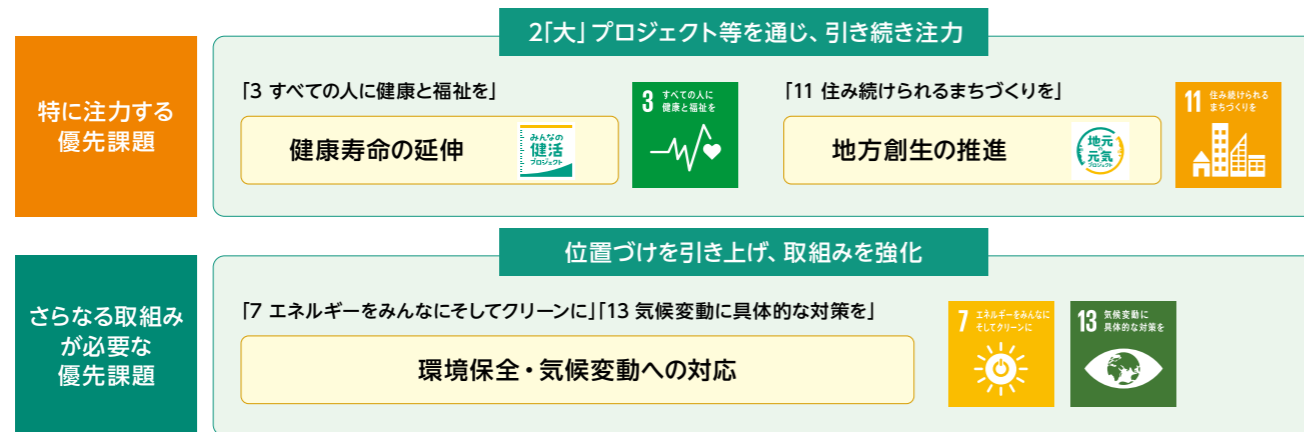 2「大」プロジェクト等を通じ、引き続き注力
特に注力する
優先課題
「3 すべての人に健康と福祉を」
健康寿命の延伸
みんなの
健活
プロジェクト
3 すべての人に
健康と福祉を
「11 住み続けられるまちづくりを」
地方創生の推進
地元の
元気
プロジェクト
11 住み続けられる
まちづくりを
位置づけを引き上げ、取組みを強化
さらなる取組み
が必要な
優先課題
「7 エネルギーをみんなにそしてクリーンに」「13 気候変動に具体的な対策を」
環境保全・気候変動への対応
7 エネルギーをみんなに
そしてクリーンに
13 気候変動に
具体的な対策を